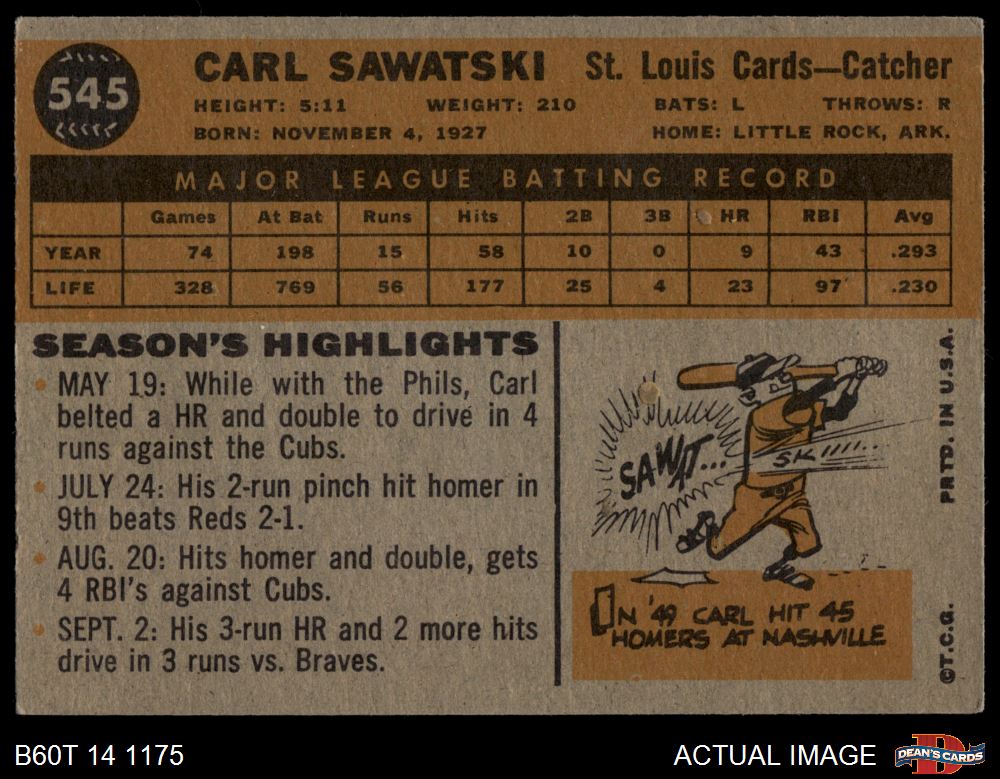 545
CARL SAWATSKI St. Louis Cards—Catcher
HEIGHT: 5:11 WEIGHT: 210 BATS: L THROWS: R
BORN: NOVEMBER 4, 1927 HOME: LITTLE ROCK, ARK.
MAJOR LEAGUE BATTING RECORD
Games At Bat Runs Hits 2B 3B HR RBI Avg
YEAR 74 198 15 58 10 0 9 43 .293
LIFE 328 769 56 177 25 4 23 97 .230
SEASON'S HIGHLIGHTS
• MAY 19: While with the Phils, Carl
belted a HR and double to drive in 4
runs against the Cubs.
• JULY 24: His 2-run pinch hit homer in
9th beats Reds 2-1.
• AUG. 20: Hits homer and double, gets
4 RBI's against Cubs.
• SEPT. 2: His 3-run HR and 2 more hits
drive in 3 runs vs. Braves.
SAWAT...
SK
IN '49 CARL HIT 45
HOMERS AT NASHVILLE
PRTD. IN U.S.A.
©T.C.G.
B60T 14 1175
ACTUAL IMAGE
DEAN'S CARDS